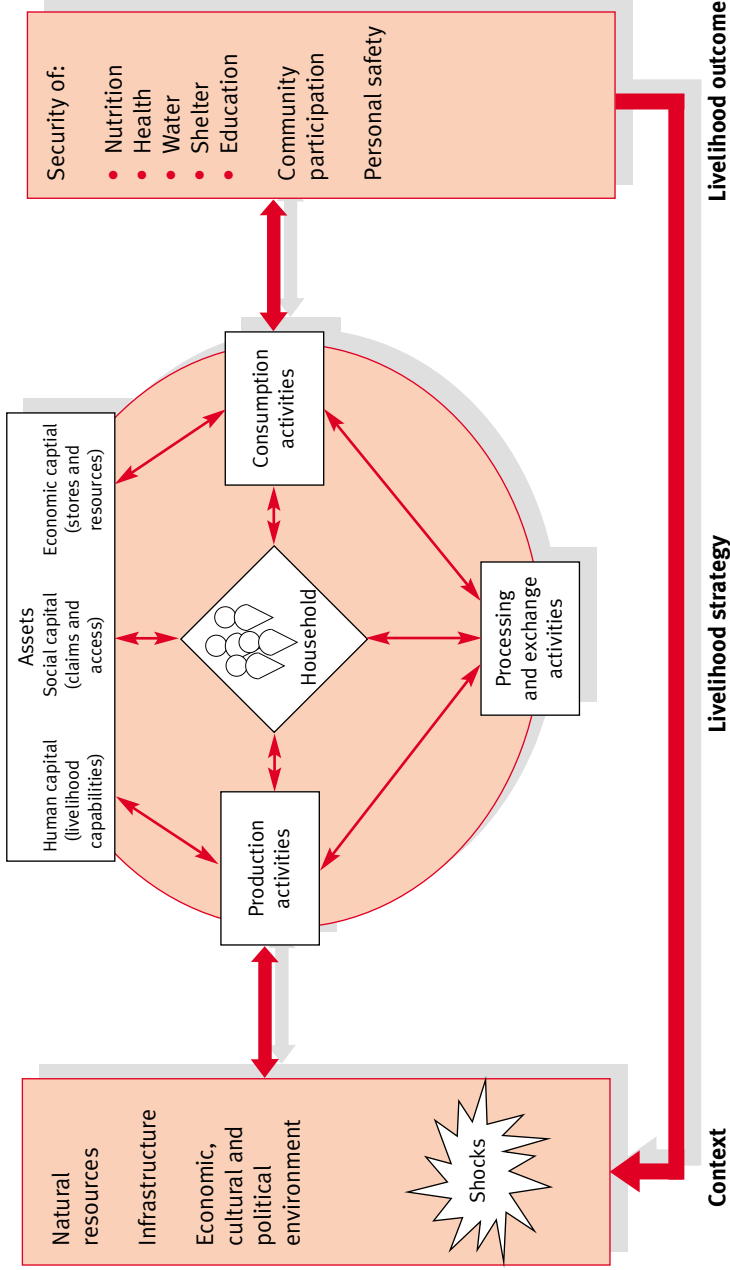 Natural
resources
Infrastructure
Economic,
cultural and
political
environment
Shocks
Context
Assets
Human capital
(livelihood
capabilities)
Social capital
(claims and
access)
Economic captial
(stores and
resources)
Production
activities
Household
Consumption
activities
Processing
and exchange
activities
Livelihood strategy
Security of:
• Nutrition
• Health
• Water
• Shelter
• Education
Community
participation
Personal safety
Livelihood outcome